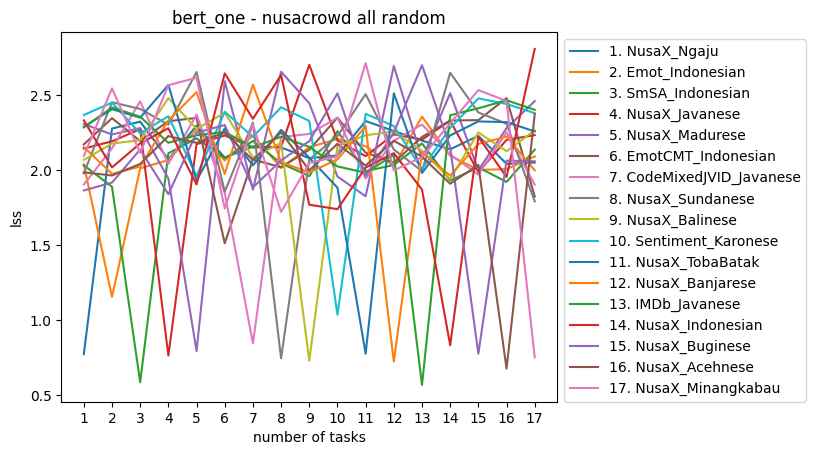 bert_one - nusacrowd all random
lss
2.5
2.0
1.5
1.0
0.5
1 2 3 4 5 6 7 8 9 10 11 12 13 14 15 16 17
number of tasks
1. NusaX_Ngaju
2. Emot_Indonesian
3. SmSA_Indonesian
4. NusaX_Javanese
5. NusaX_Madurese
6. EmotCMT_Indonesian
7. CodeMixedJVID_Javanese
8. NusaX_Sundanese
9. NusaX_Balinese
10. Sentiment_Karonese
11. NusaX_TobaBatak
12. NusaX_Banjarese
13. IMDb_Javanese
14. NusaX_Indonesian
15. NusaX_Buginese
16. NusaX_Acehnese
17. NusaX_Minangkabau